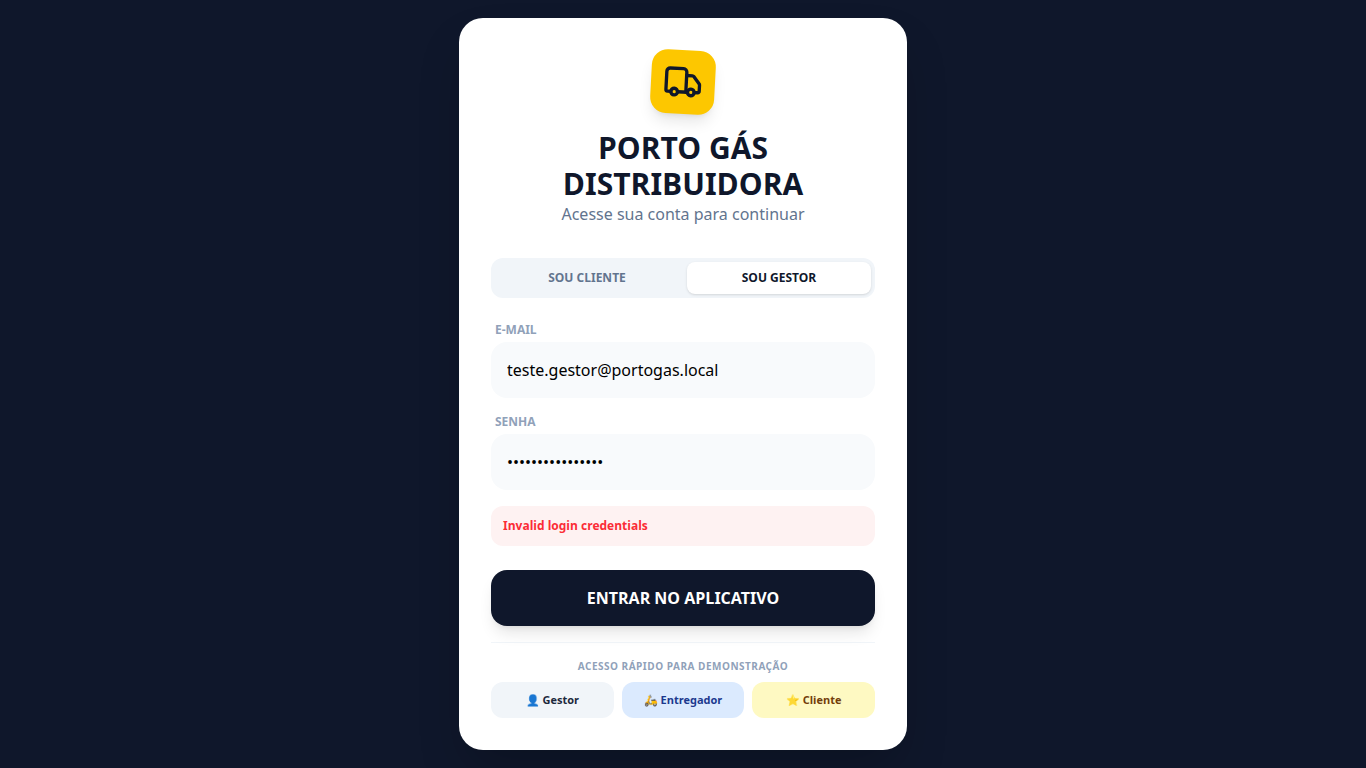 PORTO GÁS
DISTRIBUIDORA
Acesse sua conta para continuar
SOU CLIENTE
SOU GESTOR
E-MAIL
teste.gestor@portogas.local
SENHA
••••••••••••••••
Invalid login credentials
ENTRAR NO APLICATIVO
ACESSO RÁPIDO PARA DEMONSTRAÇÃO
👤 Gestor
🛵 Entregador
⭐ Cliente